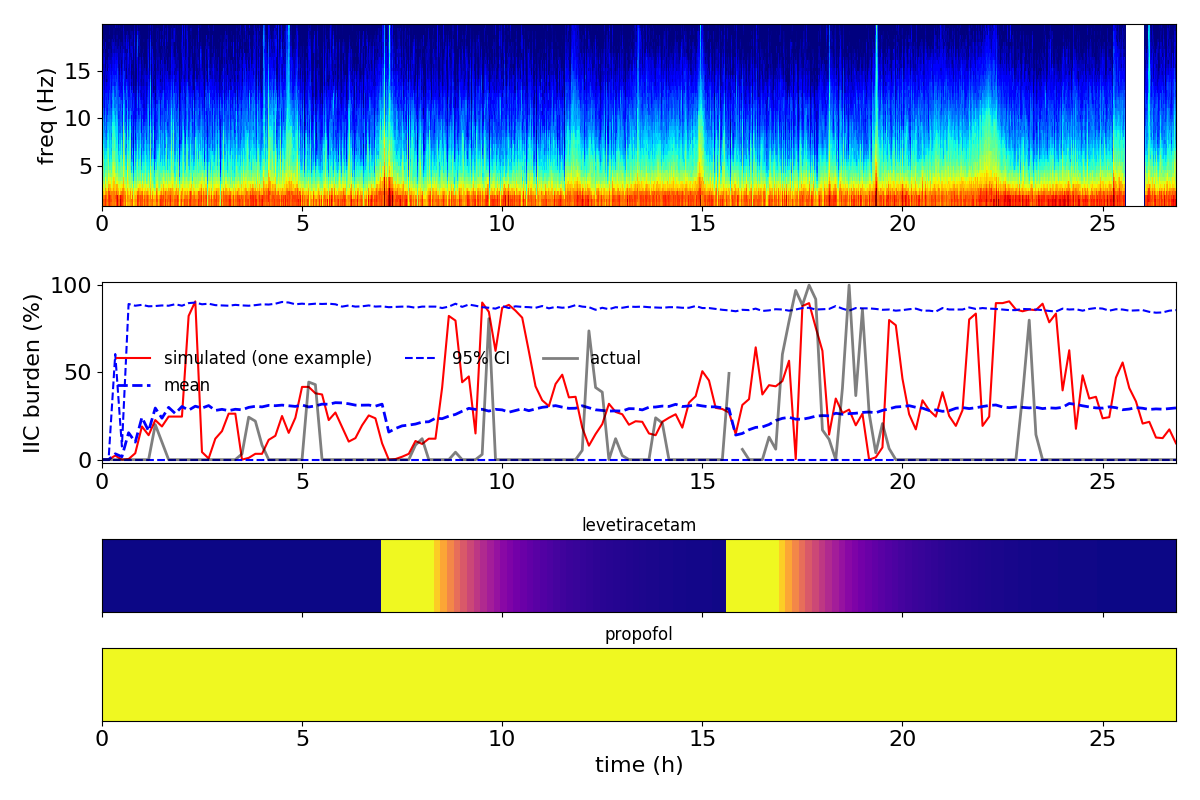 freq (Hz)
15
10
5
0 5 10 15 20 25
IIC burden (%)
100
50
0
simulated (one example) 95% CI actual
mean
0 5 10 15 20 25
levetiracetam
propofol
0 5 10 15 20 25
time (h)